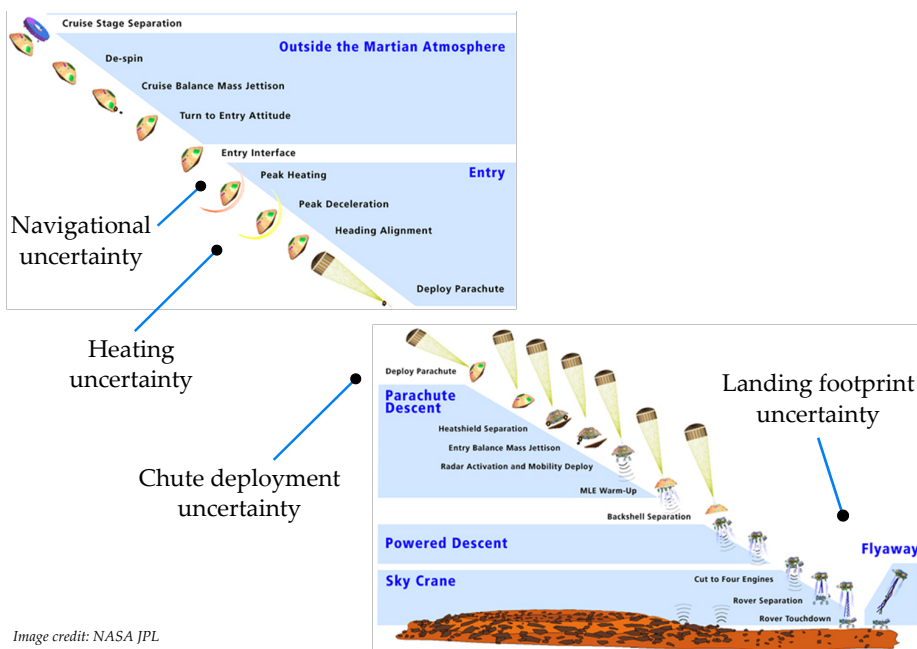 Cruise Stage Separation
Outside the Martian Atmosphere
De-spin
Cruise Balance Mass Jettison
Turn to Entry Attitude
Entry Interface
Entry
Peak Heating
Peak Deceleration
Heading Alignment
Deploy Parachute
Navigational
uncertainty
Heating
uncertainty
Chute deployment
uncertainty
Landing footprint
uncertainty
Deploy Parachute
Parachute
Descent
Heatshield Separation
Entry Balance Mass Jettison
Radar Activation and Mobility Deploy
MLE Warm-Up
Backshell Separation
Powered Descent
Flyaway
Sky Crane
Cut to Four Engines
Rover Separation
Rover Touchdown
Image credit: NASA JPL